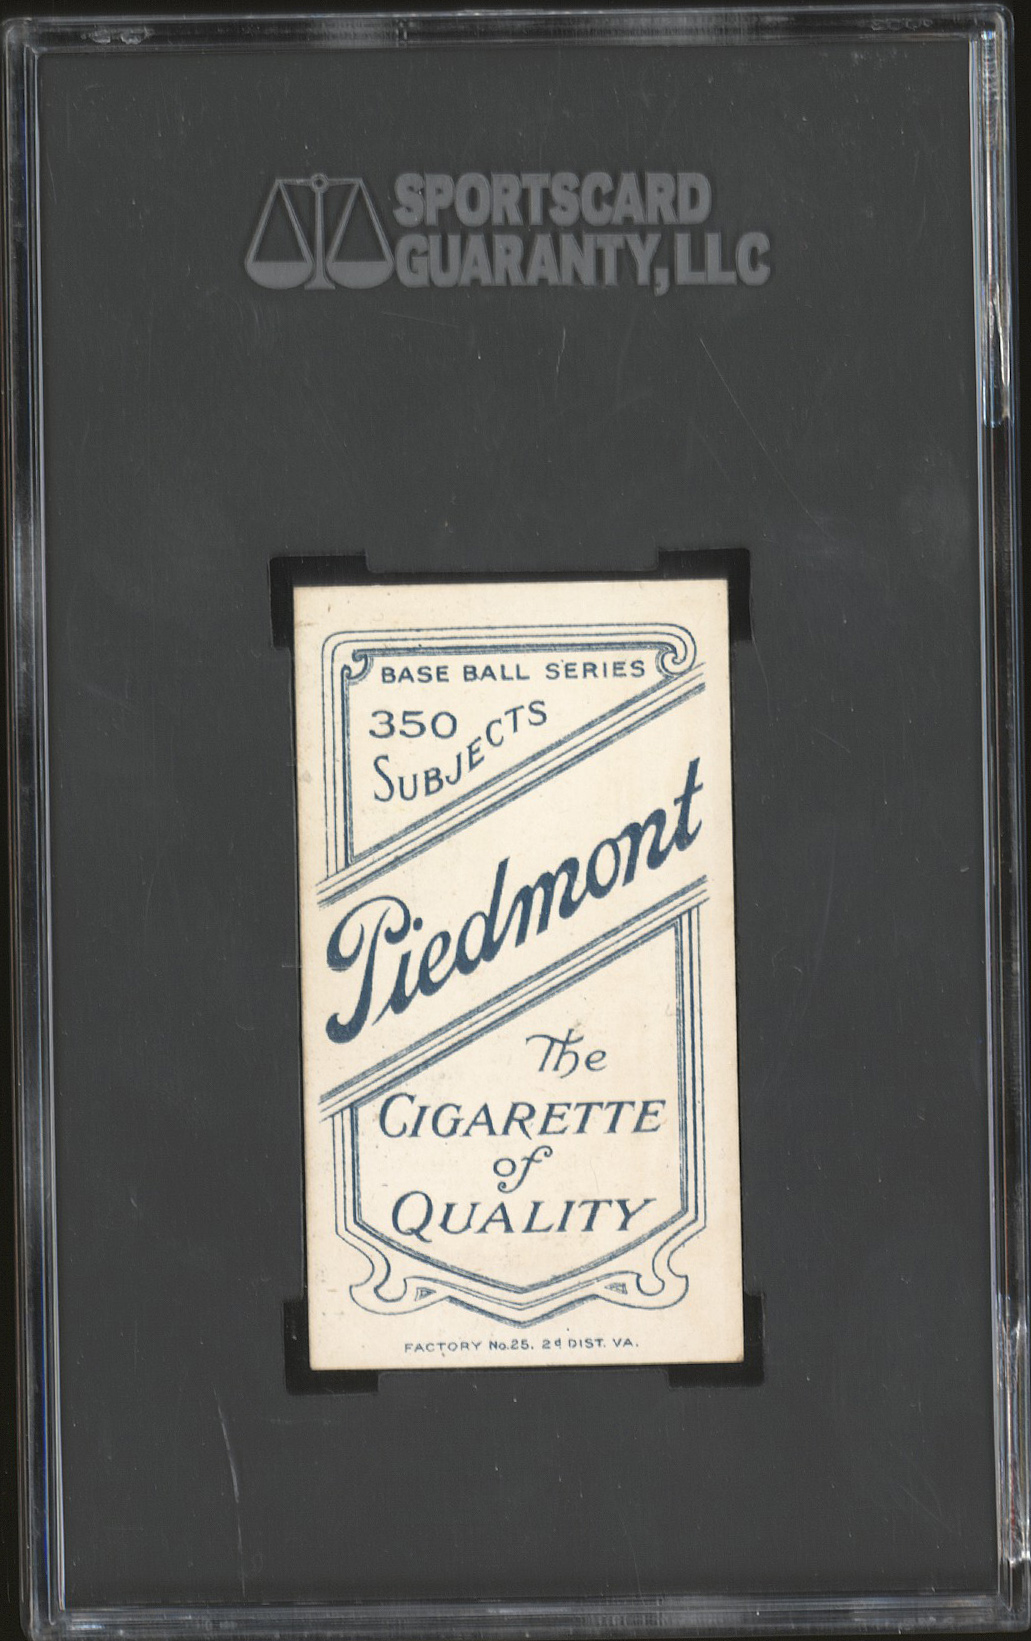 SPORTSCARD
GUARANTY, LLC
BASE BALL SERIES
350
SUBJECTS
Piedmont
The
CIGARETTE
of
QUALITY
FACTORY No. 25. 2d DIST. VA.